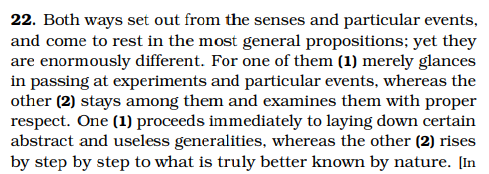 22. Both ways set out from the senses and particular events,
and come to rest in the most general propositions; yet they
are enormously different. For one of them (1) merely glances
in passing at experiments and particular events, whereas the
other (2) stays among them and examines them with proper
respect. One (1) proceeds immediately to laying down certain
abstract and useless generalities, whereas the other (2) rises
by step by step to what is truly better known by nature. [In